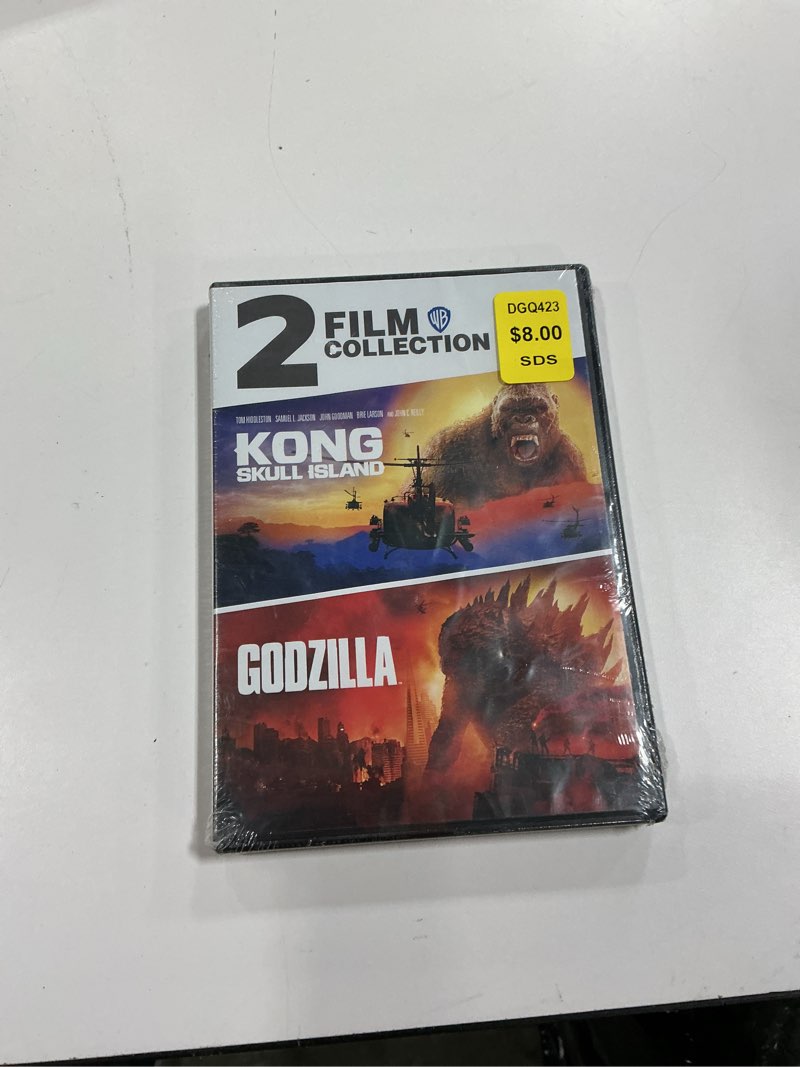 2 FILM WB
COLLECTION
DGQ423
$8.00
SDS
TOM HIDDLESTON SAMUEL L. JACKSON JOHN GOODMAN BRIE LARSON AND JOHN C. REILLY
KONG
SKULL ISLAND
GODZILLA